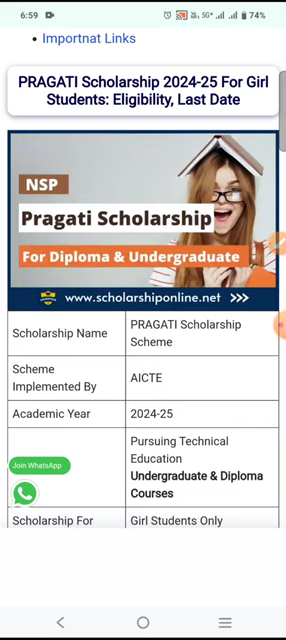 6:59
5G+
74%
Importnat Links
PRAGATI Scholarship 2024-25 For Girl
Students: Eligibility, Last Date
NSP
Pragati Scholarship
For Diploma & Undergraduate
www.scholarshiponline.net >>>
Scholarship Name
PRAGATI Scholarship
Scheme
Scheme
Implemented By
AICTE
Academic Year
2024-25
Pursuing Technical
Education
Undergraduate & Diploma
Courses
Join WhatsApp
Scholarship For
Girl Students Only